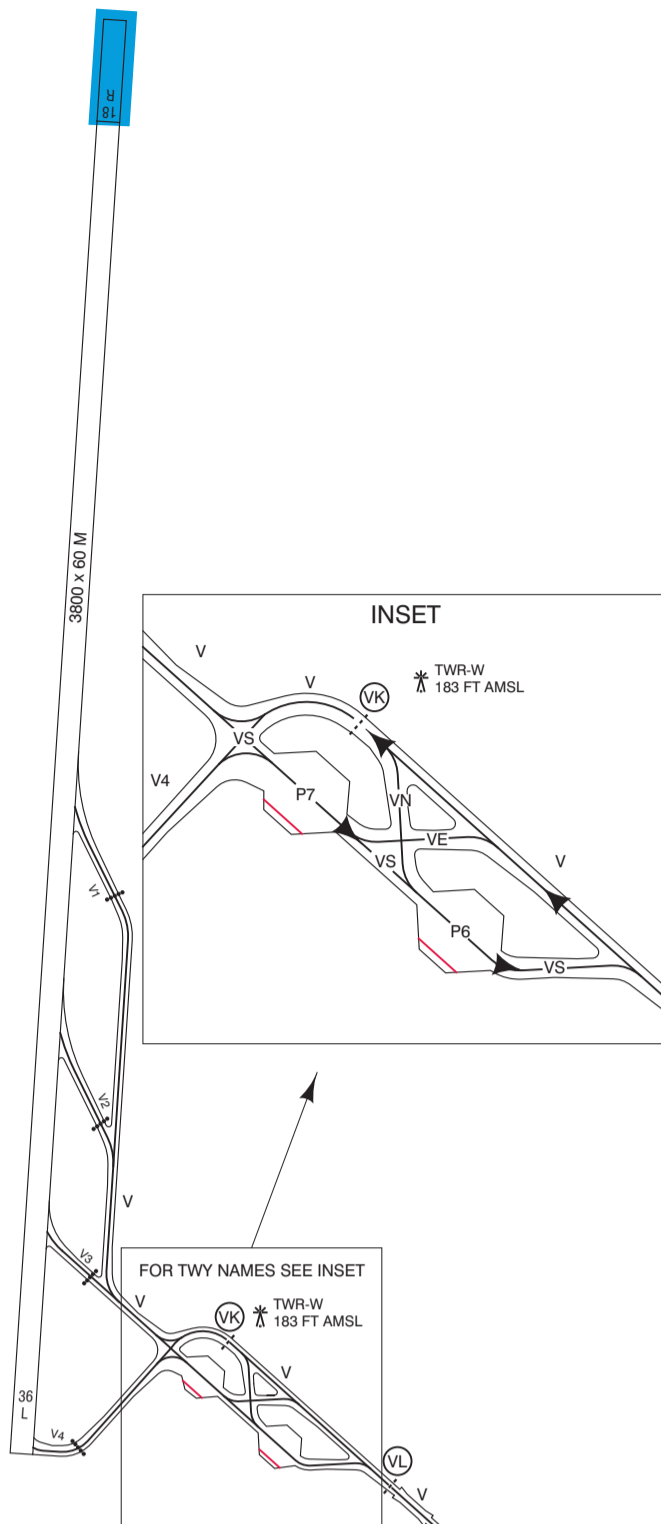 18
R
3800 x 60 M
INSET
V
V
TWR-W
183 FT AMSL
VK
VS
V4
P7
VN
VE
VS
V
P6
VS
V1
V2
V
FOR TWY NAMES SEE INSET
V3
V
VK
TWR-W
183 FT AMSL
V
36
L
V4
VL
V